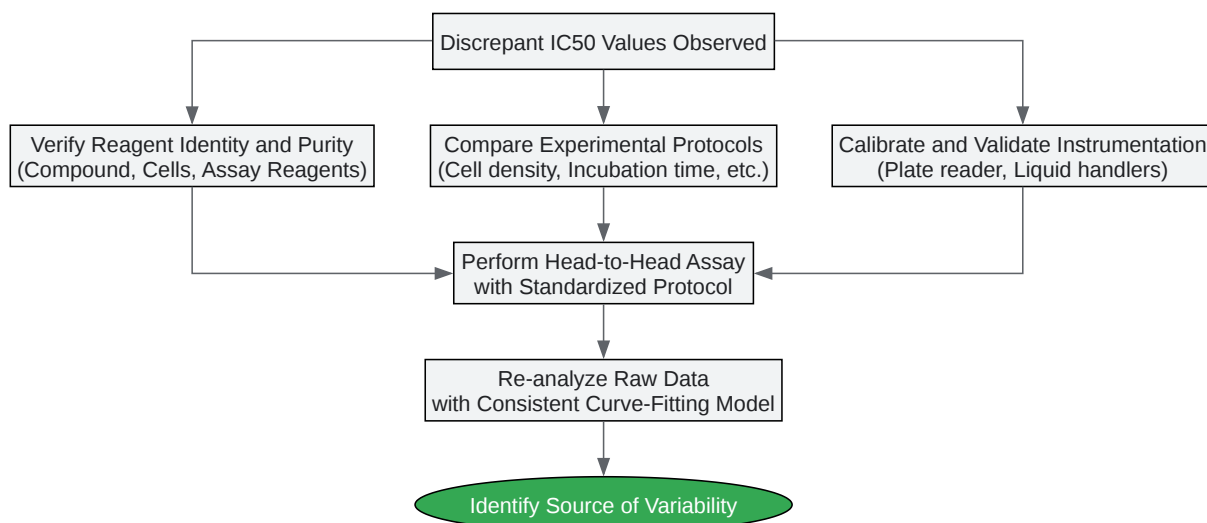 Discrepant IC50 Values Observed
Verify Reagent Identity and Purity
(Compound, Cells, Assay Reagents)
Compare Experimental Protocols
(Cell density, Incubation time, etc.)
Calibrate and Validate Instrumentation
(Plate reader, Liquid handlers)
Perform Head-to-Head Assay
with Standardized Protocol
Re-analyze Raw Data
with Consistent Curve-Fitting Model
Identify Source of Variability